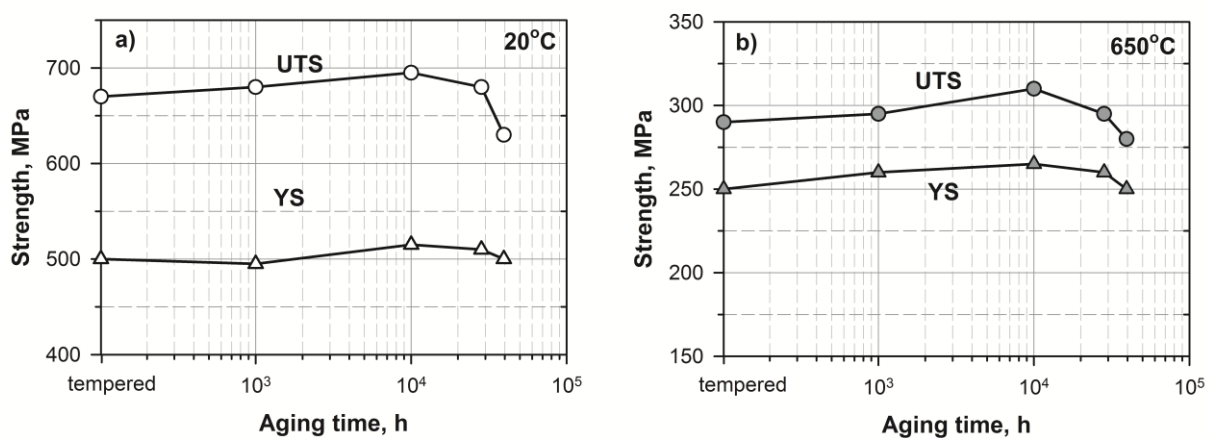 a)
20°C
UTS
YS
Strength, MPa
700
600
500
400
tempered
10³
10⁴
10⁵
Aging time, h
b)
650°C
UTS
YS
Strength, MPa
350
300
250
250
150
tempered
10³
10⁴
10⁵
Aging time, h